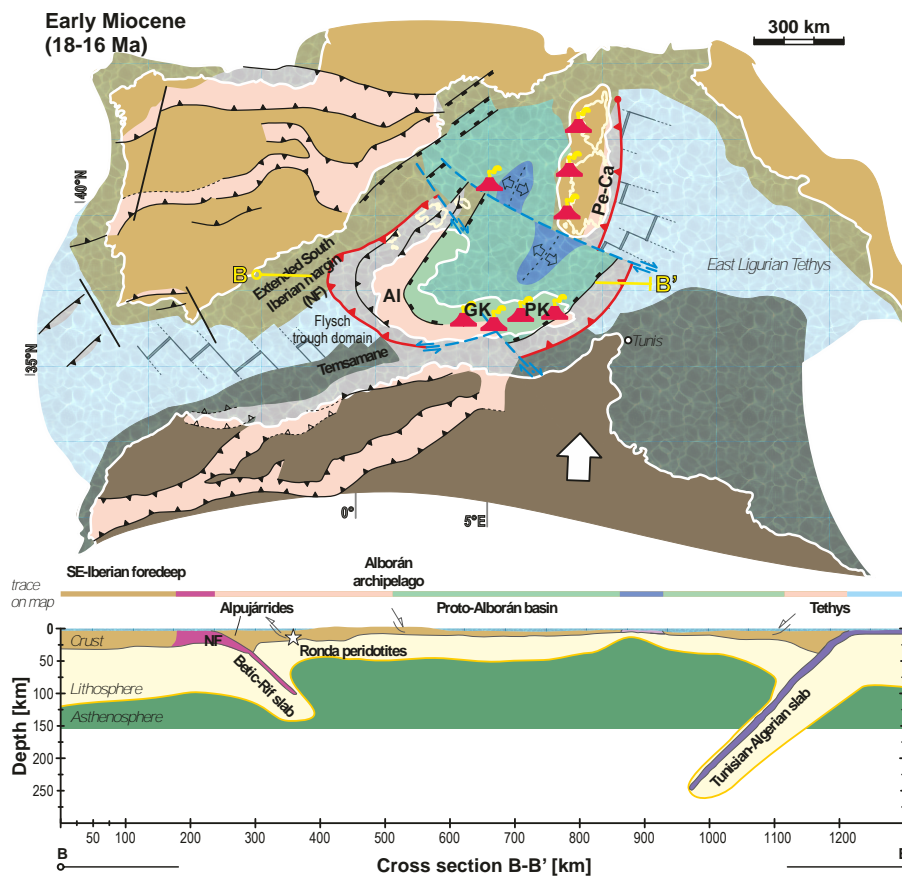 Early Miocene
(18-16 Ma)
300 km
40°N
Pe-Ca
East Ligurian Tethys
B
Extended South
Iberian margin
(NF)
Al
B'
GK
PK
Flysch
trough domain
Tunis
35°N
Temsamane
0°
5°E
trace
on map
SE-Iberian foredeep
Alborán
archipelago
Alpujárrides
Proto-Alborán basin
Tethys
0
Crust
NF
Ronda peridotites
50
Betic-Rif slab
Lithosphere
100
Asthenosphere
150
Tunisian-Algerian slab
200
250
Depth [km]
50 100 200 300 400 500 600 700 800 900 1000 1100 1200
B
Cross section B-B' [km]